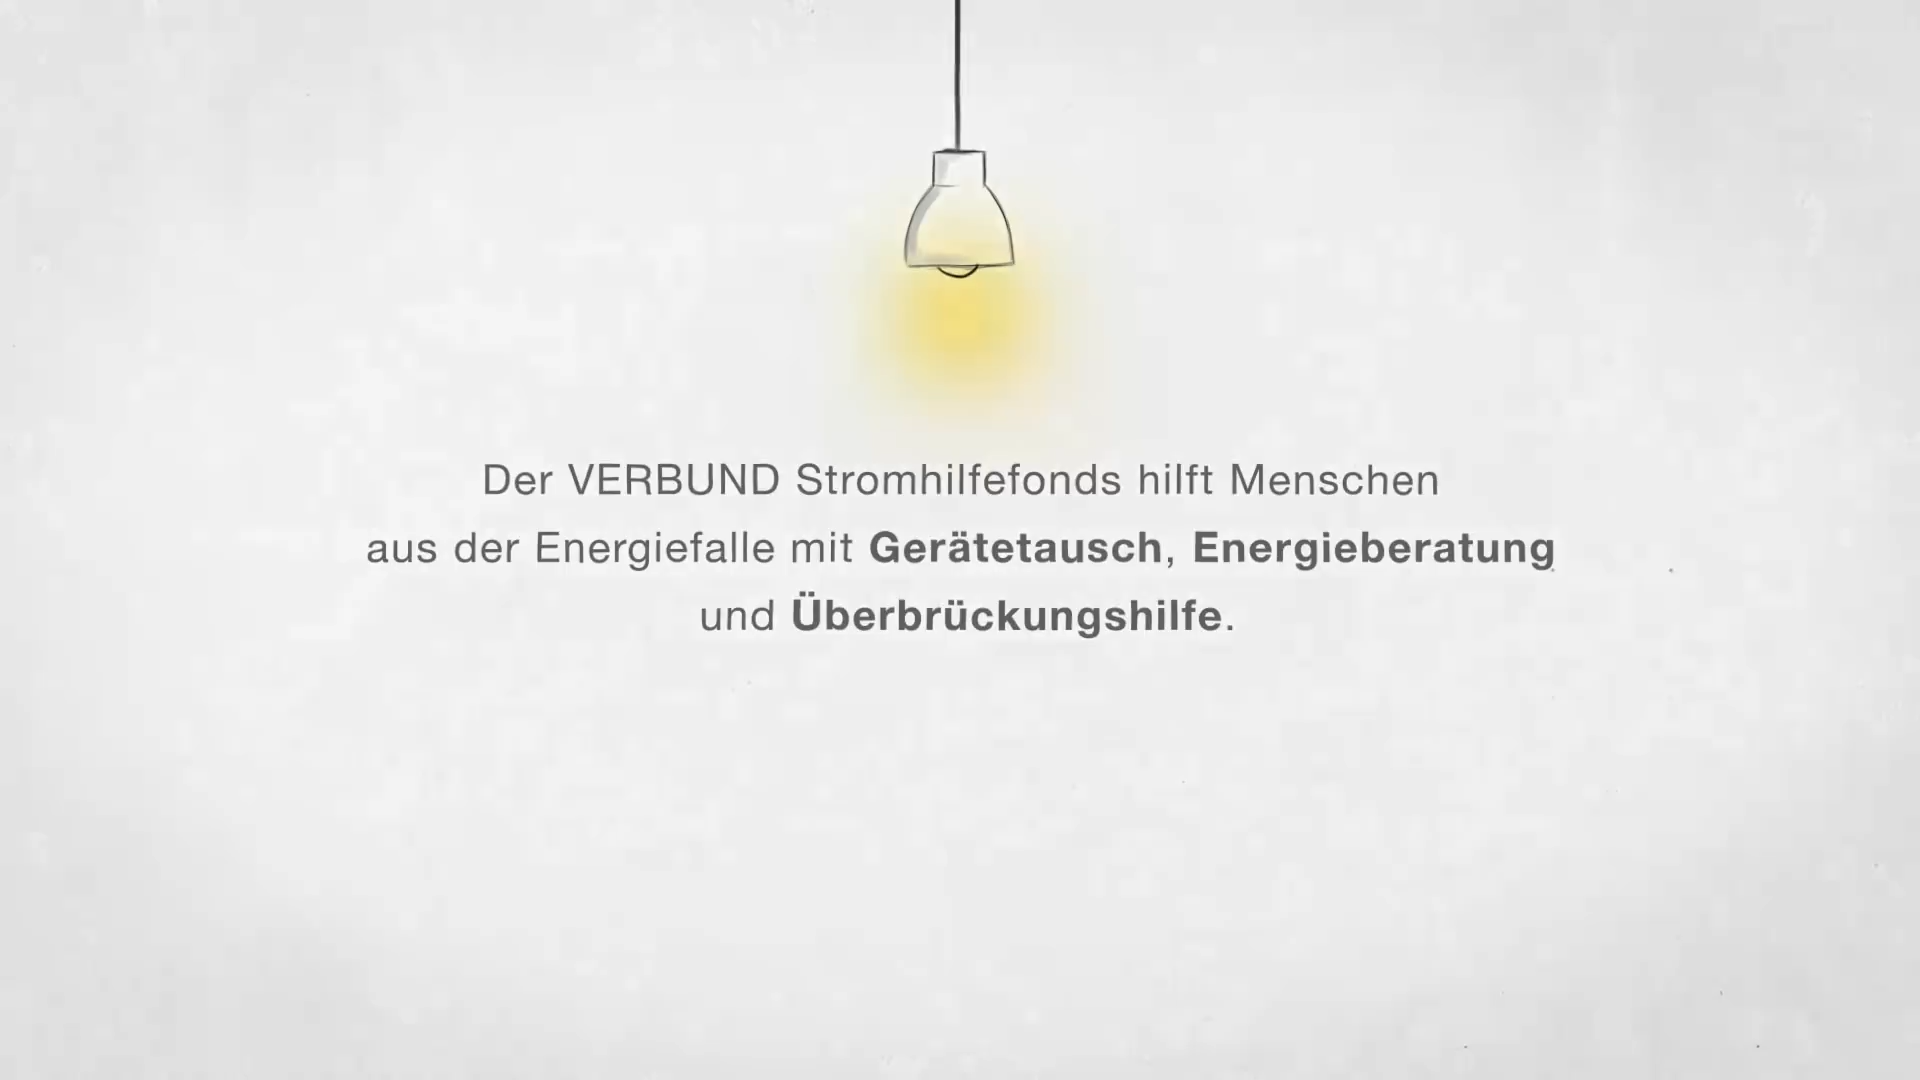 Der VERBUND Stromhilfefonds hilft Menschen
aus der Energiefalle mit Gerätetausch, Energieberatung
und Überbrückungshilfe.